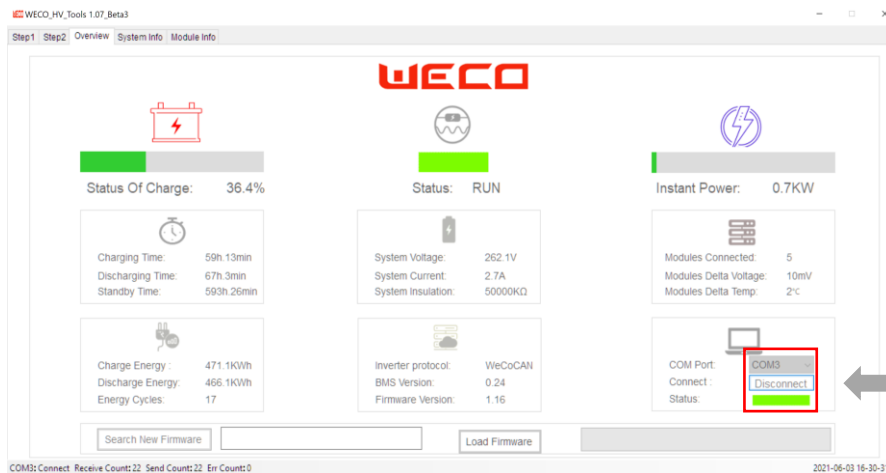 WECO_HV_Tools 1.07_Beta3
Step1 Step2 Overview System Info Module Info
WECO
Status Of Charge: 36.4%
Status: RUN
Instant Power: 0.7KW
Charging Time: 59h.13min
Discharging Time: 67h.3min
Standby Time: 593h.26min
System Voltage: 262.1V
System Current: 2.7A
System Insulation: 50000KΩ
Modules Connected: 5
Modules Delta Voltage: 10mV
Modules Delta Temp: 2°C
Charge Energy : 471.1KWh
Discharge Energy: 466.1KWh
Energy Cycles: 17
Inverter protocol: WeCoCAN
BMS Version: 0.24
Firmware Version: 1.16
COM Port: COM3
Connect : Disconnect
Status:
Search New Firmware
Load Firmware
COM3: Connect Receive Count: 22 Send Count: 22 Err Count: 0
2021-06-03 16-30-3